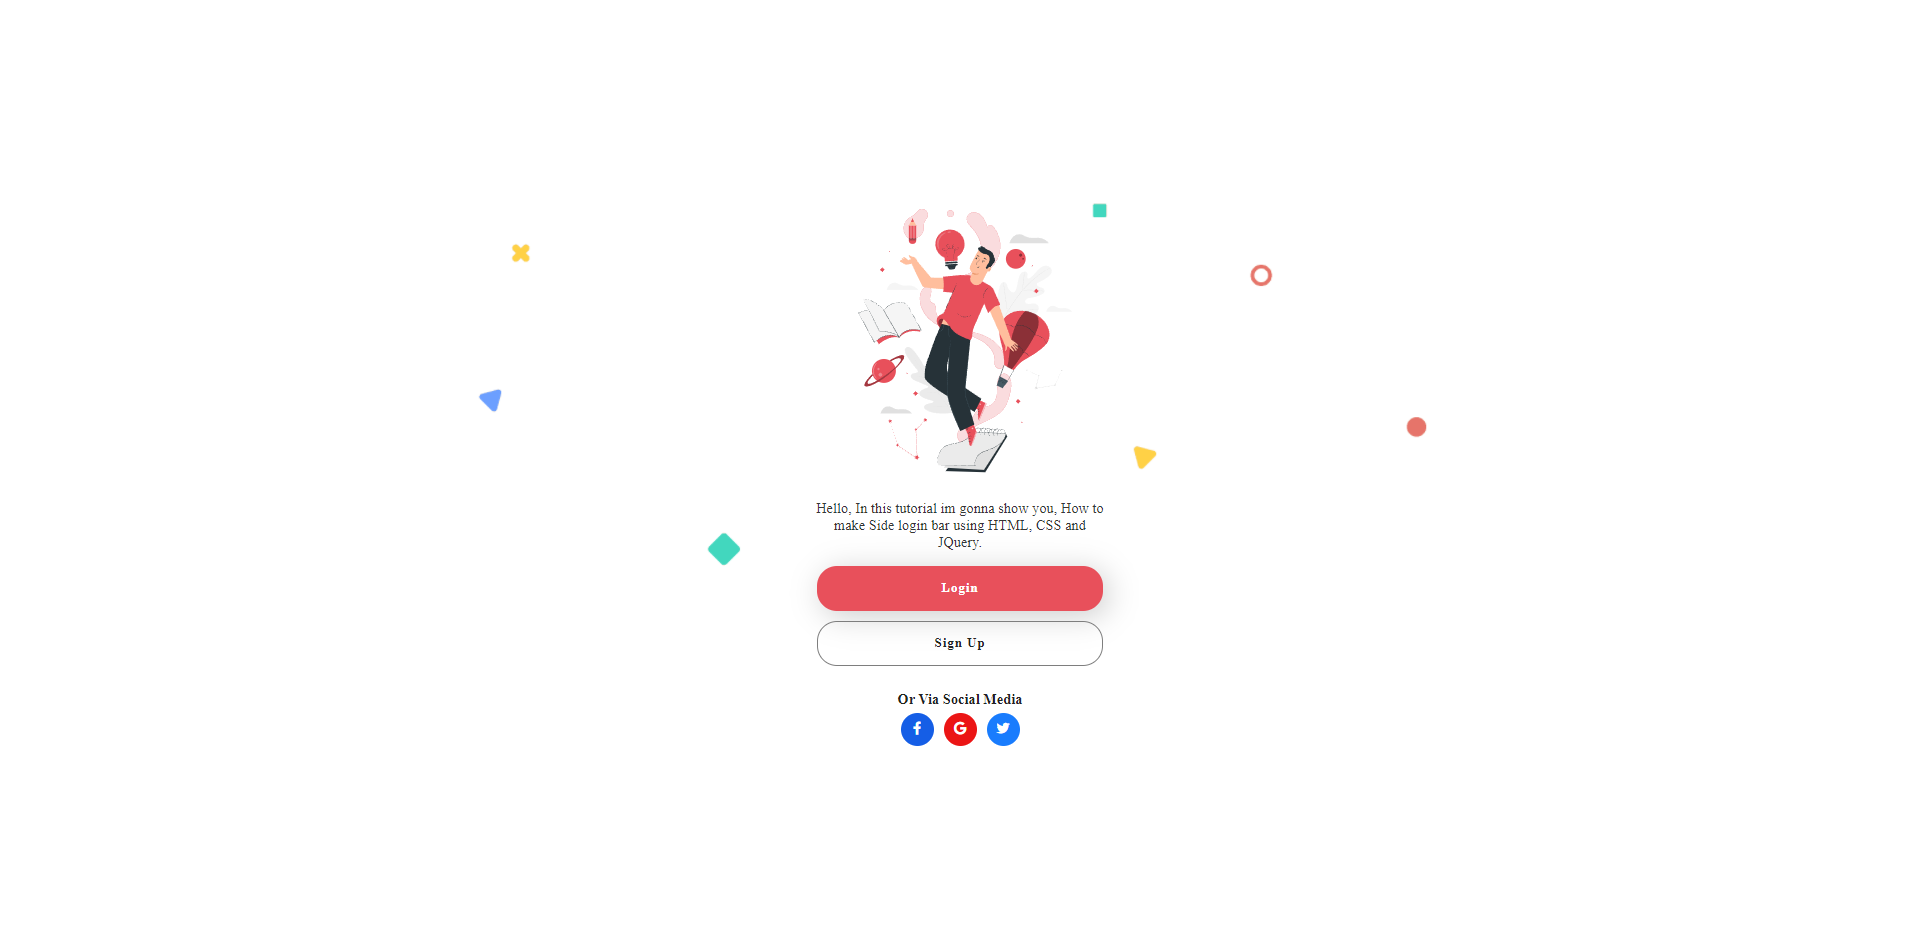 Hello, In this tutorial im gonna show you, How to
make Side login bar using HTML, CSS and
JQuery.
Login
Sign Up
Or Via Social Media